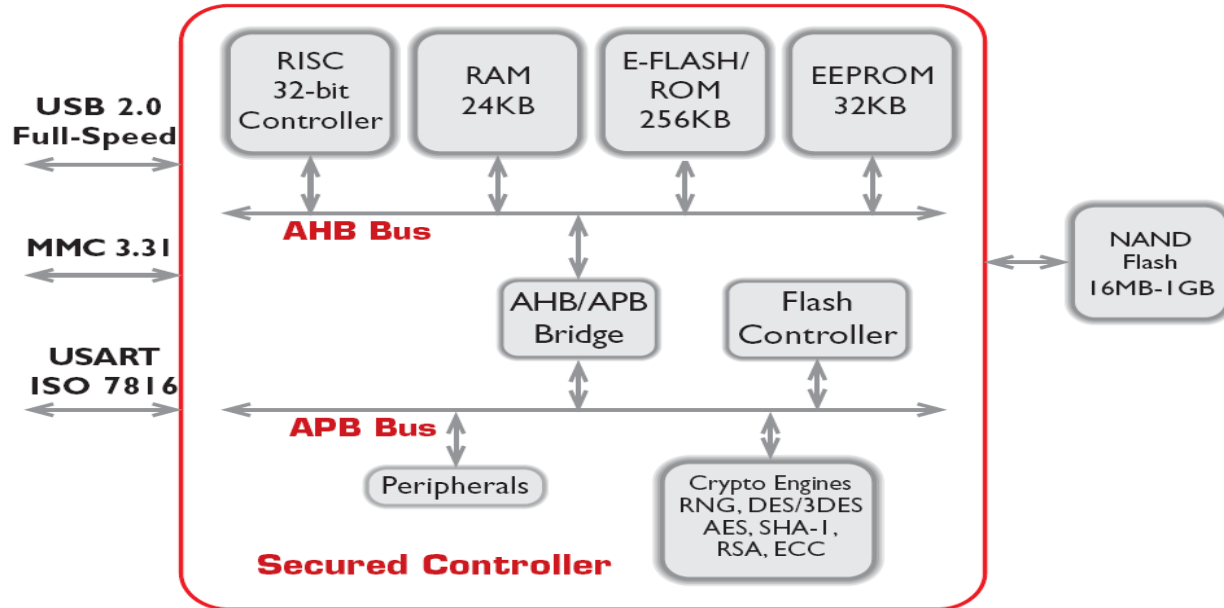 RISC
32-bit
Controller
RAM
24KB
E-FLASH/
ROM
256KB
EEPROM
32KB
USB 2.0
Full-Speed
AHB Bus
MMC 3.31
NAND
Flash
16MB-1GB
AHB/APB
Bridge
Flash
Controller
USART
ISO 7816
APB Bus
Peripherals
Crypto Engines
RNG, DES/3DES
AES, SHA-1,
RSA, ECC
Secured Controller